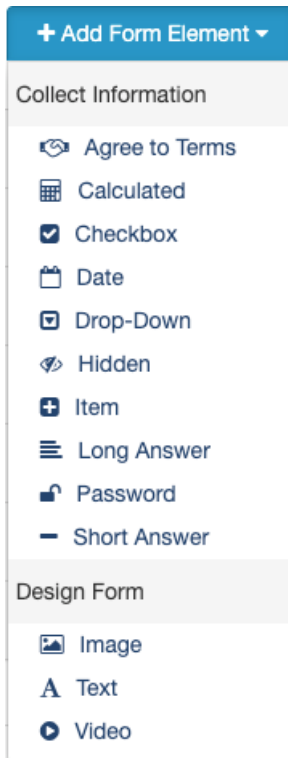 Add Form Element
Collect Information
Agree to Terms
Calculated
Checkbox
Date
Drop-Down
Hidden
Item
Long Answer
Password
Short Answer
Design Form
Image
Text
Video